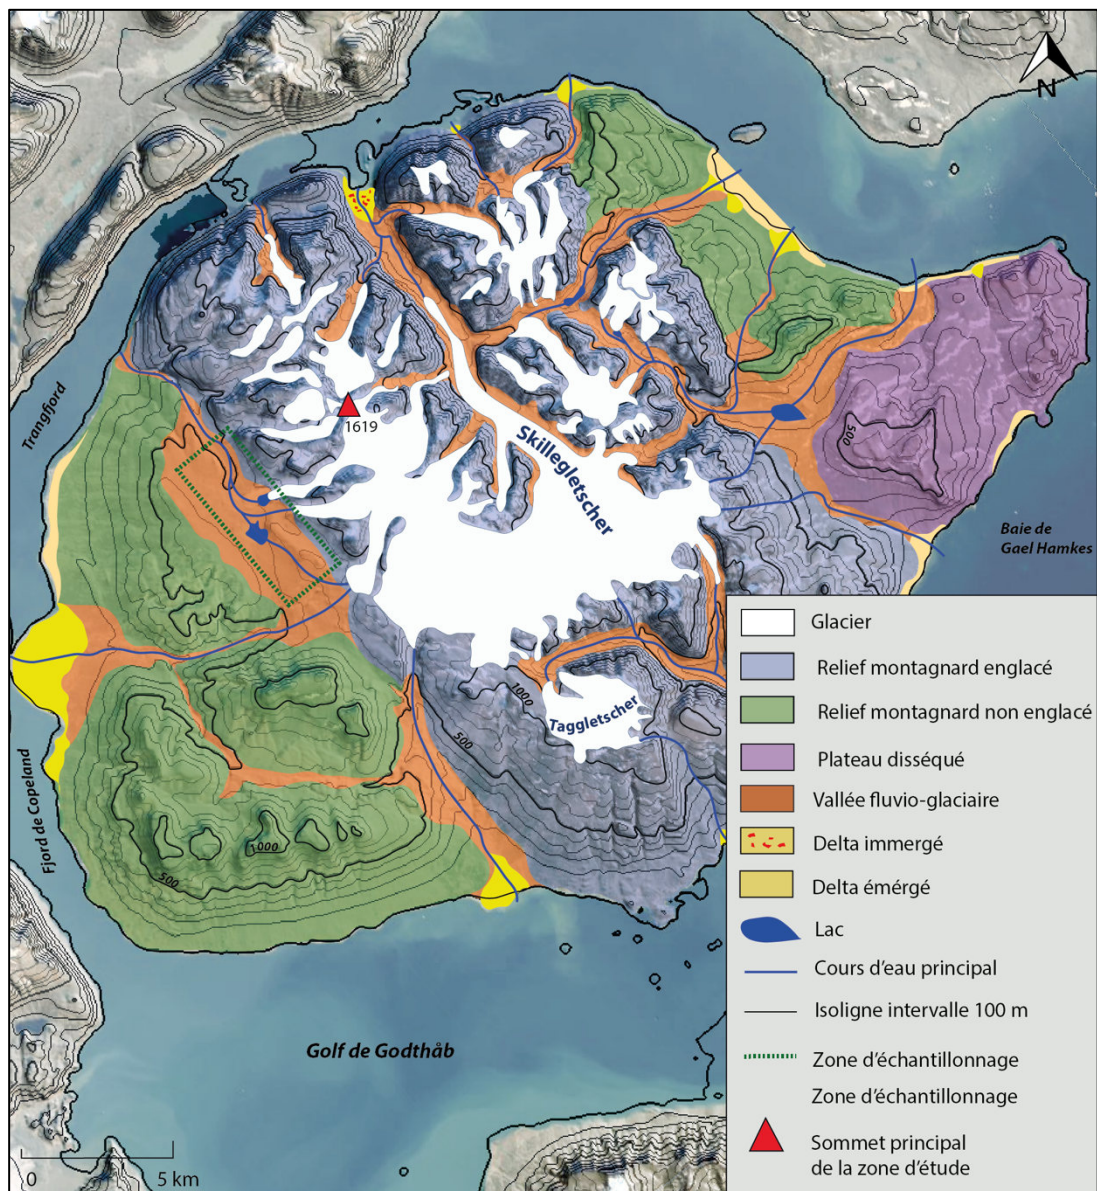 N
Trangfjord
1619
Skillegletscher
500
Baie de
Gael Hamkes
1000
Taggletscher
500
Fjord de Copeland
1000
500
Golf de Godthåb
0
5 km
Glacier
Relief montagnard englacé
Relief montagnard non englacé
Plateau disséqué
Vallée fluvio-glaciaire
Delta immergé
Delta émérgé
Lac
Cours d'eau principal
Isoligne intervalle 100 m
Zone d'échantillonnage
Zone d'échantillonnage
Sommet principal
de la zone d'étude